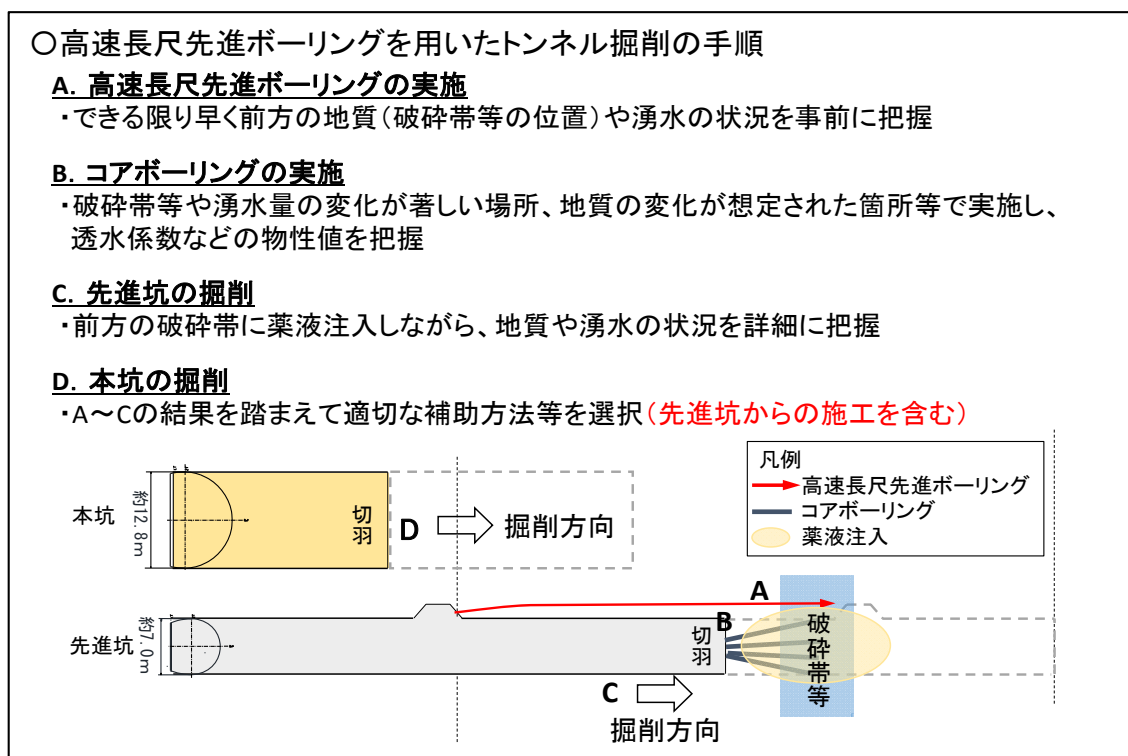 〇高速長尺先進ボーリングを用いたトンネル掘削の手順
A. 高速長尺先進ボーリングの実施
・できる限り早く前方の地質（破砕帯等の位置）や湧水の状況を事前に把握
B. コアボーリングの実施
・破砕帯等や湧水量の変化が著しい場所、地質の変化が想定された箇所等で実施し、
透水係数などの物性値を把握
C. 先進坑の掘削
・前方の破砕帯に薬液注入しながら、地質や湧水の状況を詳細に把握
D. 本坑の掘削
・A～Cの結果を踏まえて適切な補助方法等を選択（先進坑からの施工を含む）
凡例
高速長尺先進ボーリング
コアボーリング
薬液注入
本坑
約12.8m
切羽
D
掘削方向
A
先進坑
約7.0m
切羽
B
破砕帯等
C
掘削方向